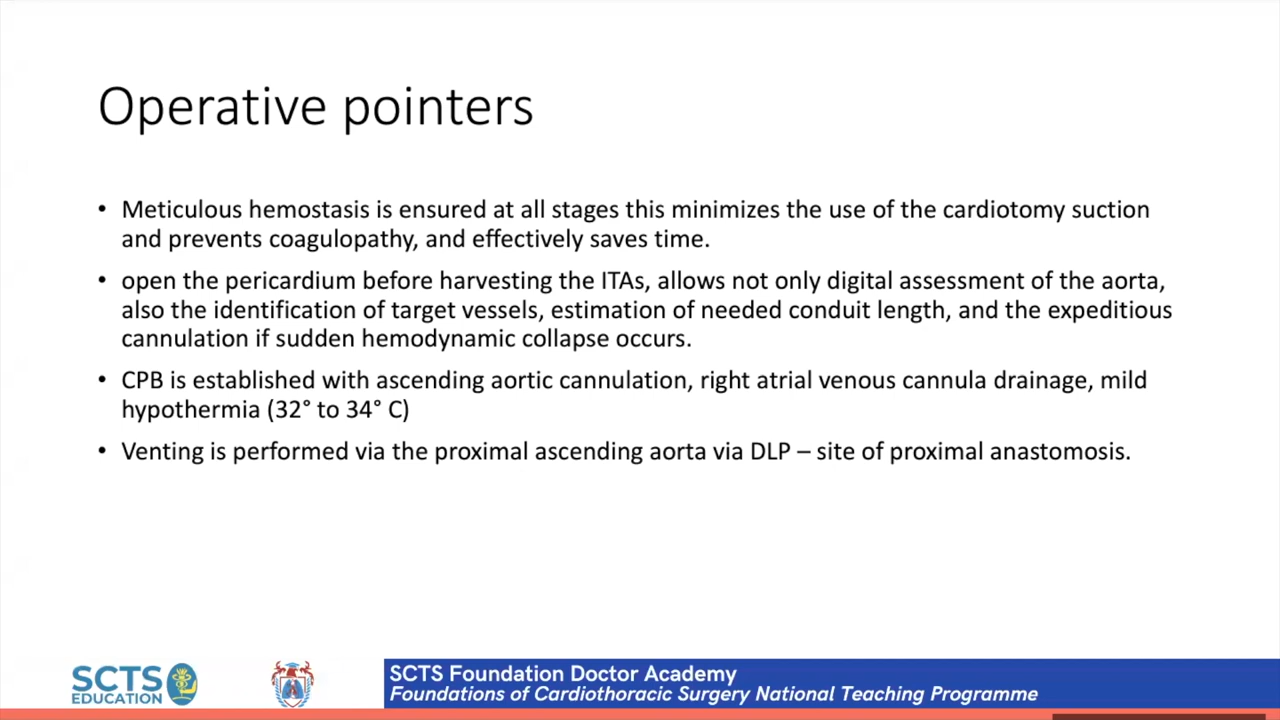 Operative pointers
• Meticulous hemostasis is ensured at all stages this minimizes the use of the cardiotomy suction
and prevents coagulopathy, and effectively saves time.
• open the pericardium before harvesting the ITAs, allows not only digital assessment of the aorta,
also the identification of target vessels, estimation of needed conduit length, and the expeditious
cannulation if sudden hemodynamic collapse occurs.
• CPB is established with ascending aortic cannulation, right atrial venous cannula drainage, mild
hypothermia (32° to 34° C)
• Venting is performed via the proximal ascending aorta via DLP – site of proximal anastomosis.
SCTS
EDUCATION
SCTS Foundation Doctor Academy
Foundations of Cardiothoracic Surgery National Teaching Programme